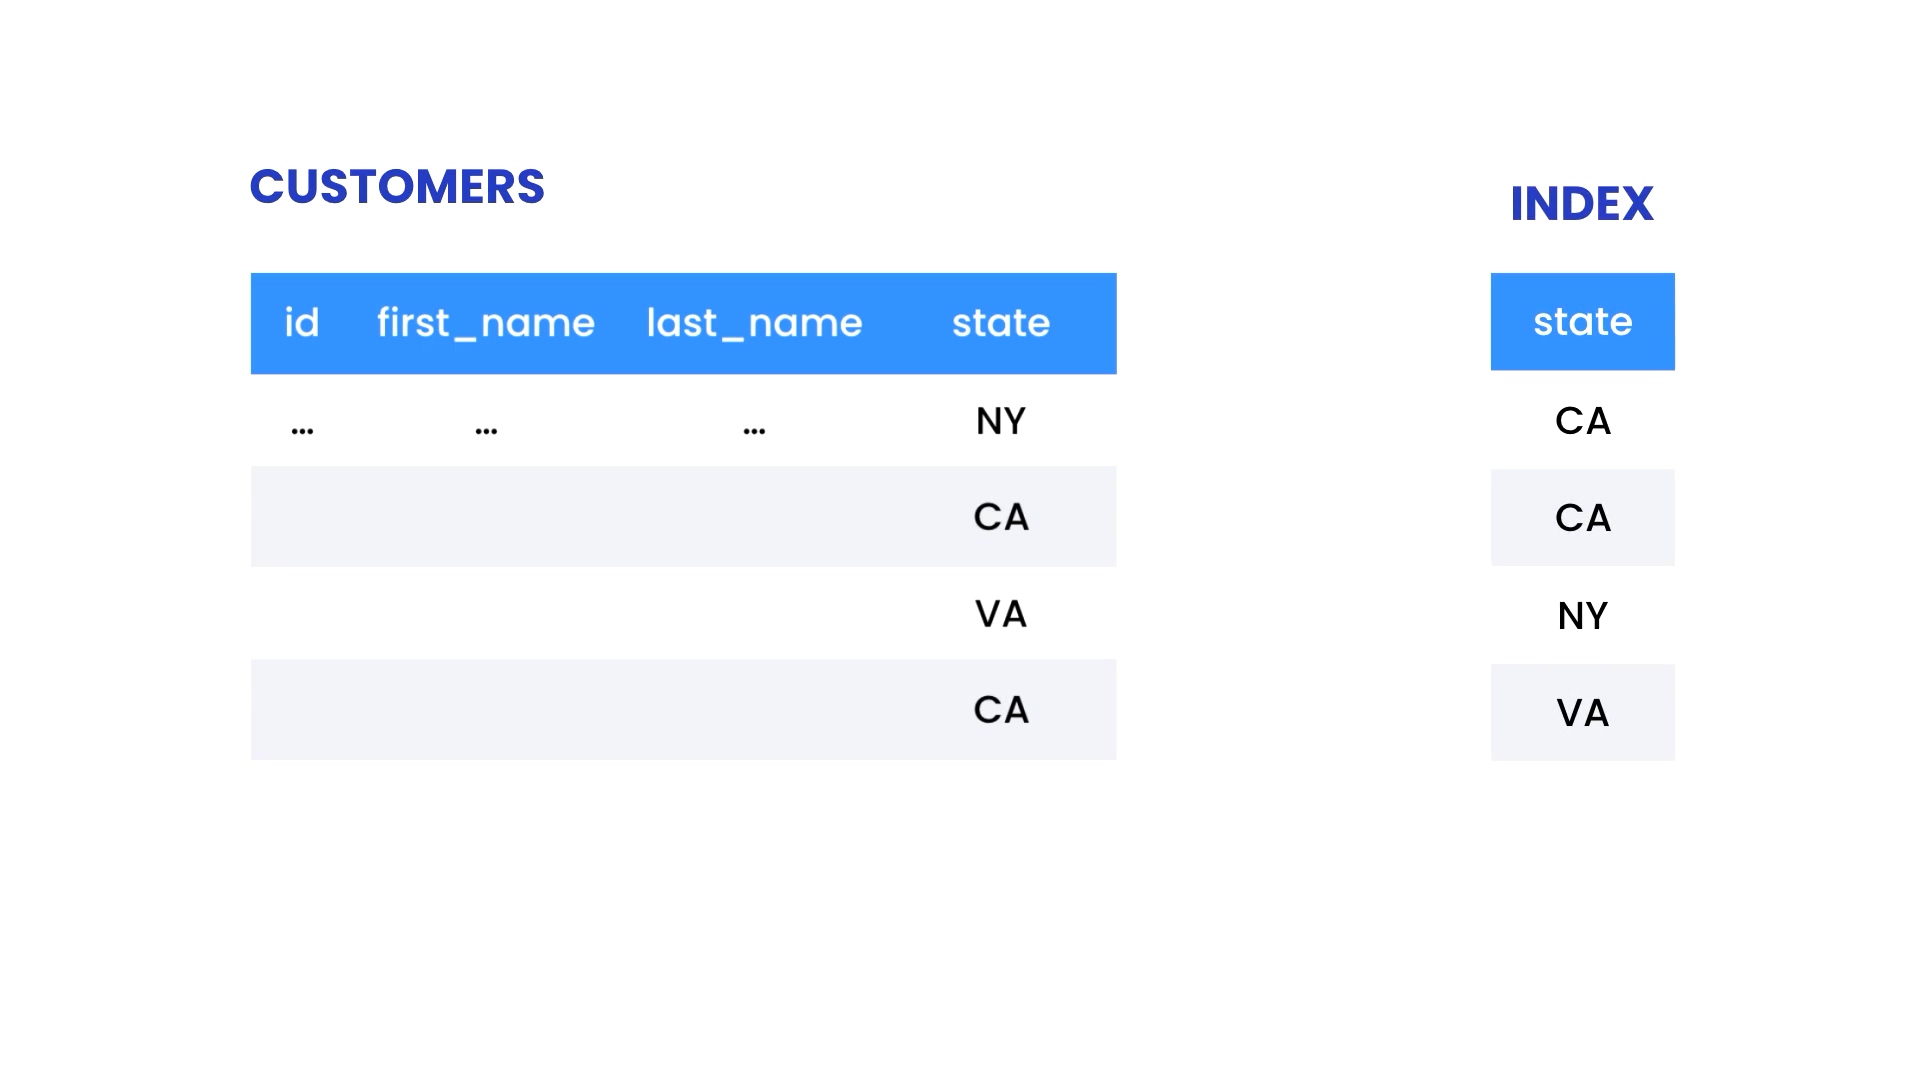 CUSTOMERS
id first_name last_name state
... ... ... NY
CA
VA
CA
INDEX
state
CA
CA
NY
VA